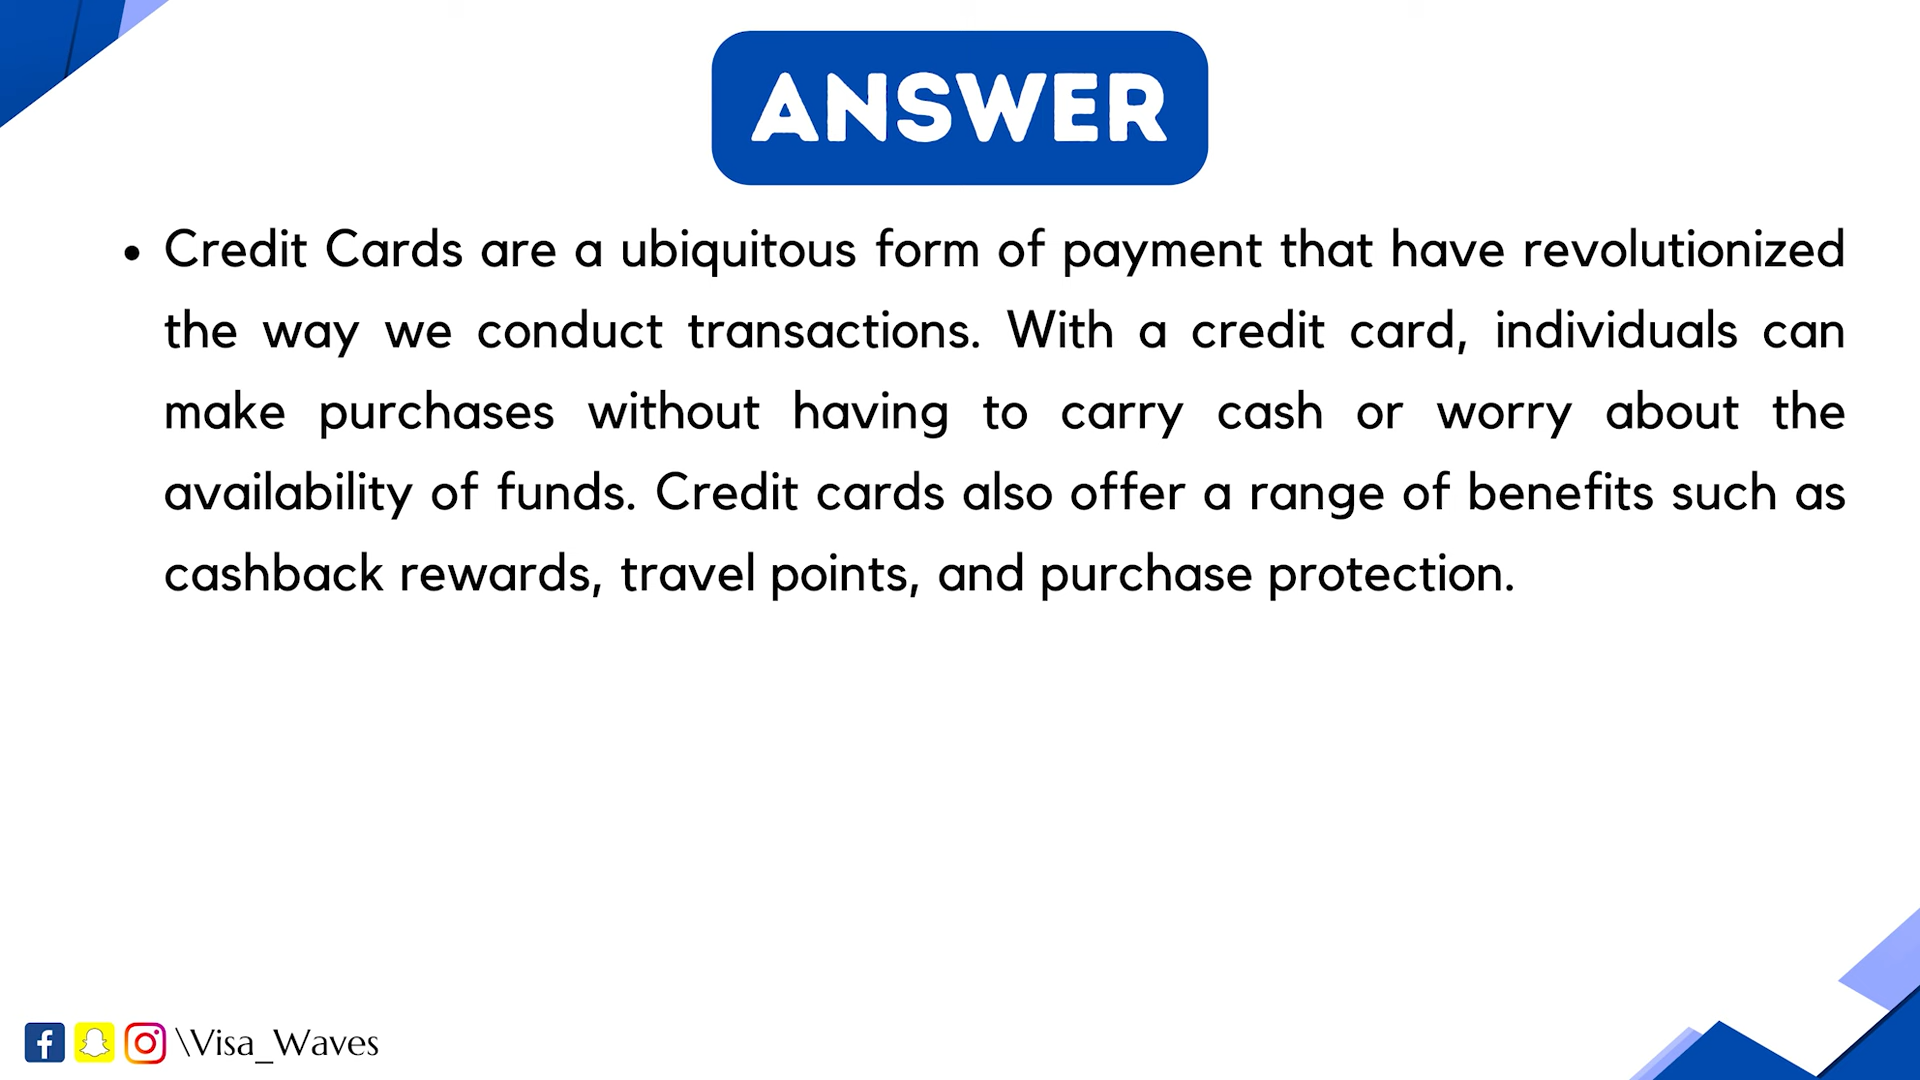 ANSWER
• Credit Cards are a ubiquitous form of payment that have revolutionized
the way we conduct transactions. With a credit card, individuals can
make purchases without having to carry cash or worry about the
availability of funds. Credit cards also offer a range of benefits such as
cashback rewards, travel points, and purchase protection.
\Visa_Waves